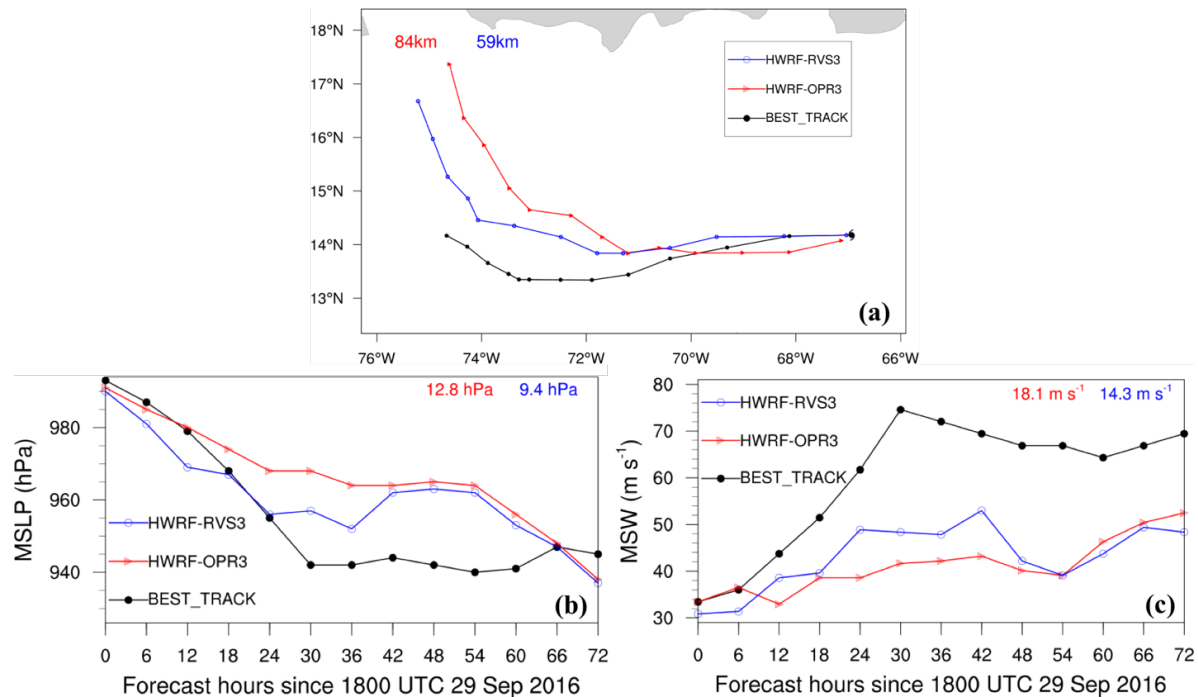 18°N
17°N
16°N
15°N
14°N
13°N
84km 59km
HWRF-RVS3
HWRF-OPR3
BEST_TRACK
(a)
76°W 74°W 72°W 70°W 68°W 66°W
MSLP (hPa)
980
960
940
12.8 hPa 9.4 hPa
HWRF-RVS3
HWRF-OPR3
BEST_TRACK
(b)
0 6 12 18 24 30 36 42 48 54 60 66 72
Forecast hours since 1800 UTC 29 Sep 2016
MSW (m s⁻¹)
80
70
60
50
40
30
18.1 m s⁻¹ 14.3 m s⁻¹
HWRF-RVS3
HWRF-OPR3
BEST_TRACK
(c)
0 6 12 18 24 30 36 42 48 54 60 66 72
Forecast hours since 1800 UTC 29 Sep 2016